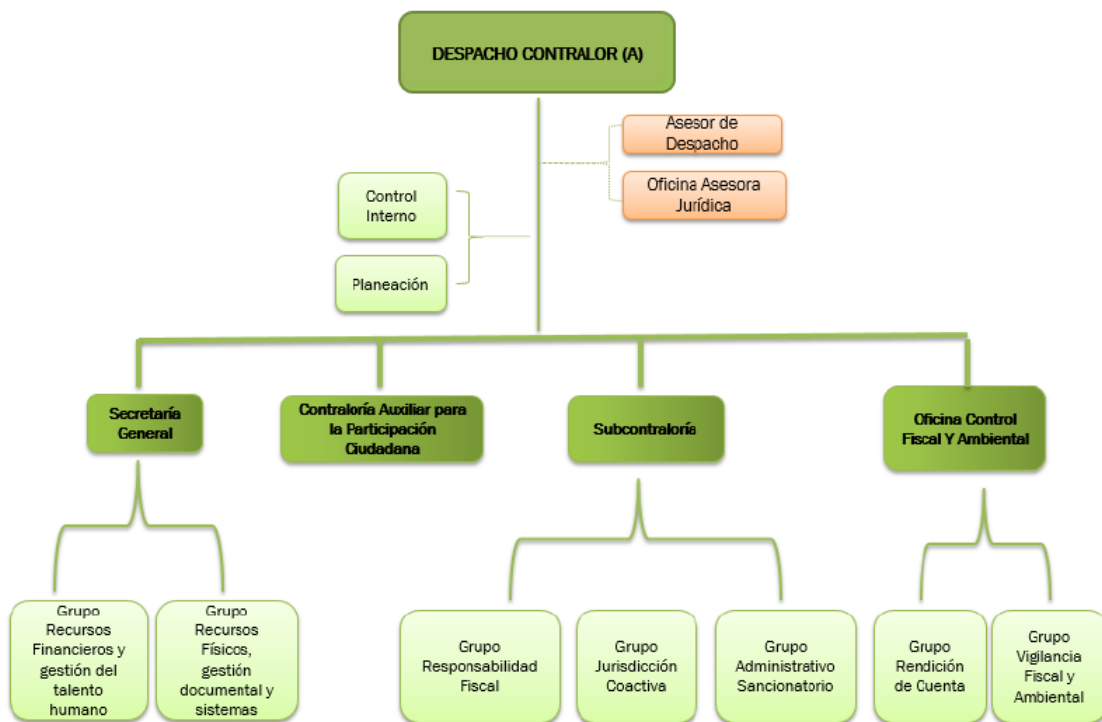 DESPACHO CONTRALOR (A)
Asesor de
Despacho
Oficina Asesora
Jurídica
Control
Interno
Planeación
Secretaría
General
Contraloría Auxiliar para
la Participación
Ciudadana
Subcontraloría
Oficina Control
Fiscal Y Ambiental
Grupo
Recursos
Financieros y
gestión del
talento
humano
Grupo
Recursos
Físicos,
gestión
documental y
sistemas
Grupo
Responsabilidad
Fiscal
Grupo
Jurisdicción
Coactiva
Grupo
Administrativo
Sancionatorio
Grupo
Rendición
de Cuenta
Grupo
Vigilancia
Fiscal y
Ambiental